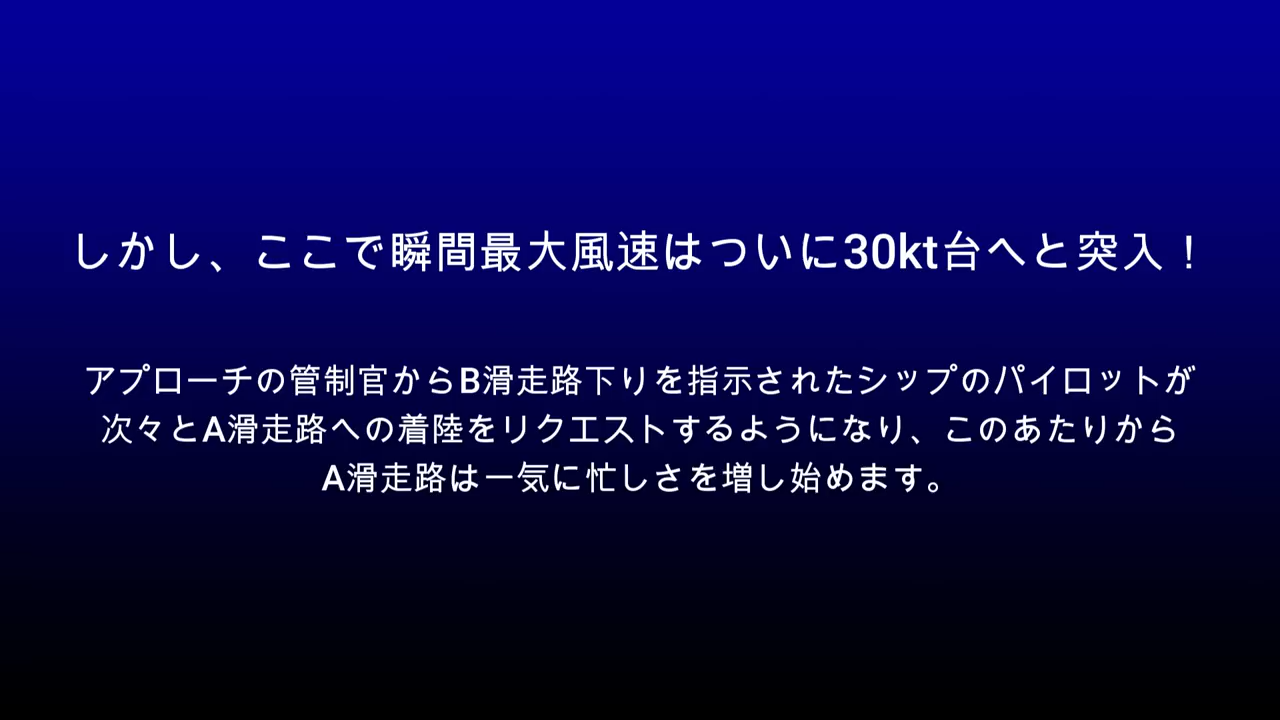 しかし、ここで瞬間最大風速はついに30kt台へと突入！
アプローチの管制官からB滑走路下りを指示されたシップのパイロットが
次々とA滑走路への着陸をリクエストするようになり、このあたりから
A滑走路は一気に忙しさを増し始めます。